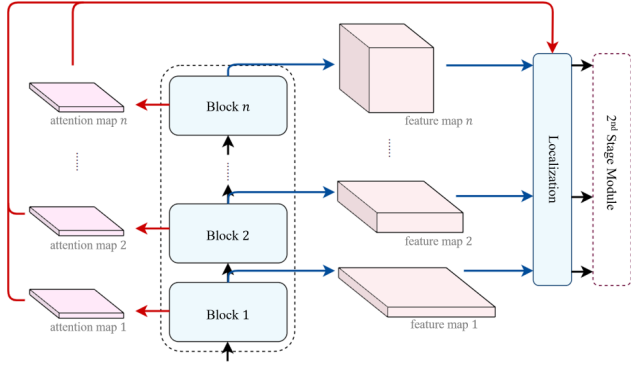 Block n
attention map n
feature map n
Block 2
attention map 2
feature map 2
Block 1
attention map 1
feature map 1
Localization
2nd Stage Module